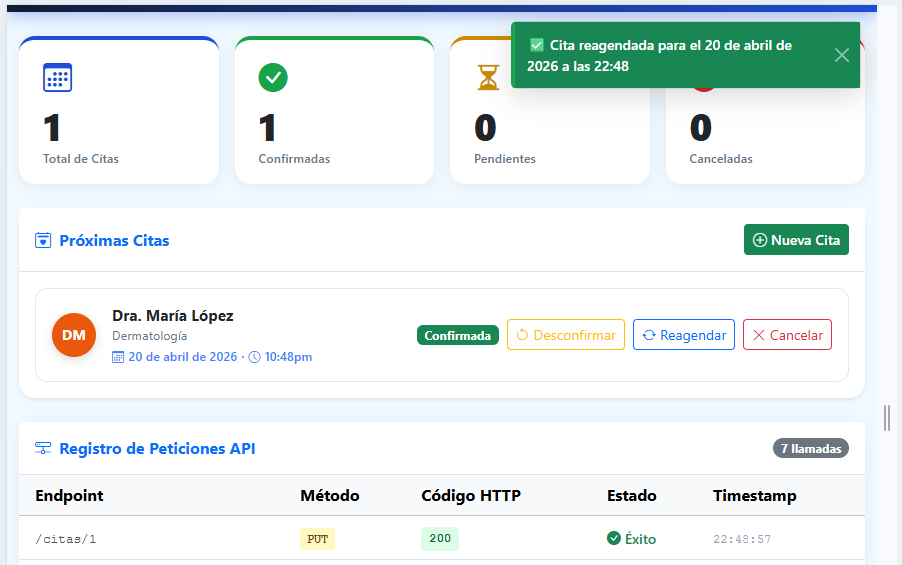 ✅ Cita reagendada para el 20 de abril de
2026 a las 22:48
1
Total de Citas
1
Confirmadas
0
Pendientes
0
Canceladas
Próximas Citas
Nueva Cita
DM
Dra. María López
Dermatología
20 de abril de 2026 · 10:48pm
Confirmada
Desconfirmar
Reagendar
Cancelar
Registro de Peticiones API
7 llamadas
Endpoint Método Código HTTP Estado Timestamp
/citas/1 PUT 200 Éxito 22:48:57